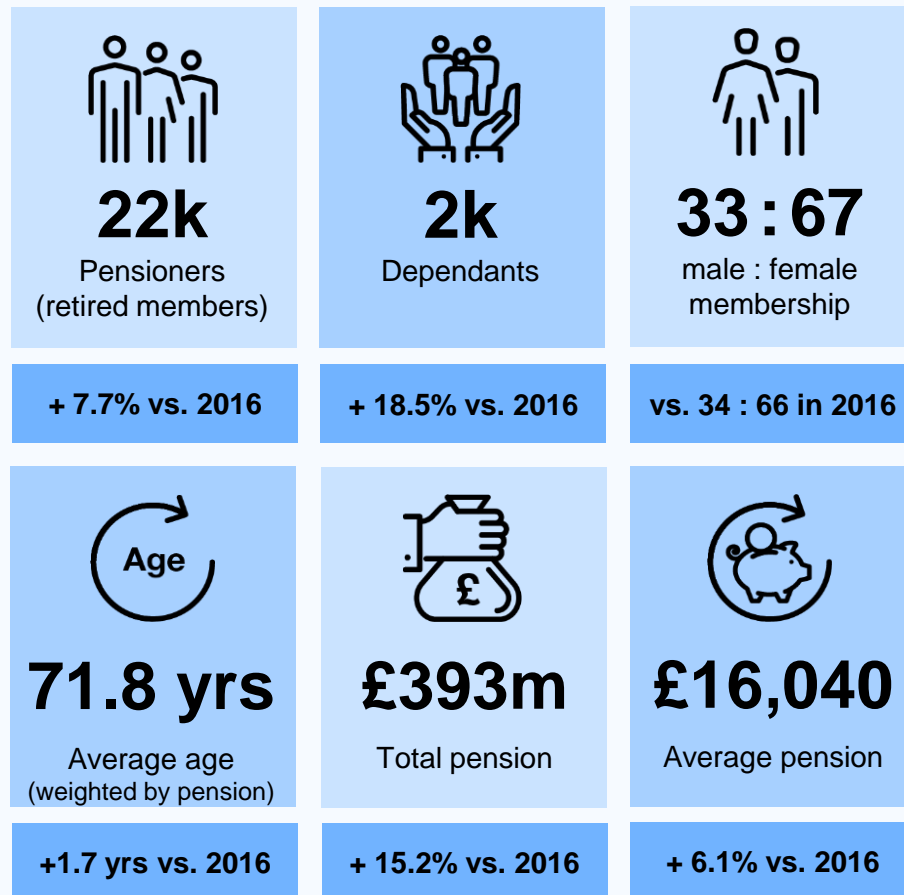 22k
Pensioners
(retired members)
+ 7.7% vs. 2016
2k
Dependants
+ 18.5% vs. 2016
33 : 67
male : female
membership
vs. 34 : 66 in 2016
Age
71.8 yrs
Average age
(weighted by pension)
+1.7 yrs vs. 2016
£
£393m
Total pension
+ 15.2% vs. 2016
£16,040
Average pension
+ 6.1% vs. 2016